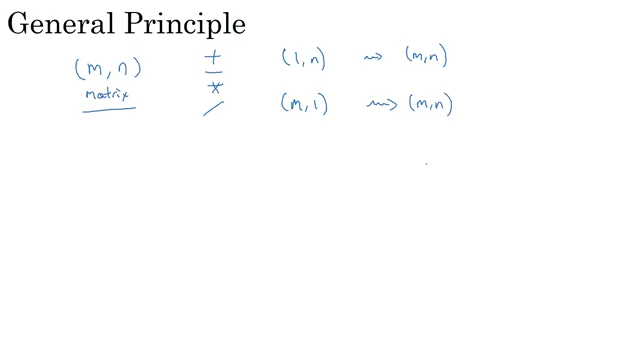 General Principle
(m, n) + (1, n) ⇝ (m, n)
matrix -
*
/ (m, 1) ⇝ (m, n)